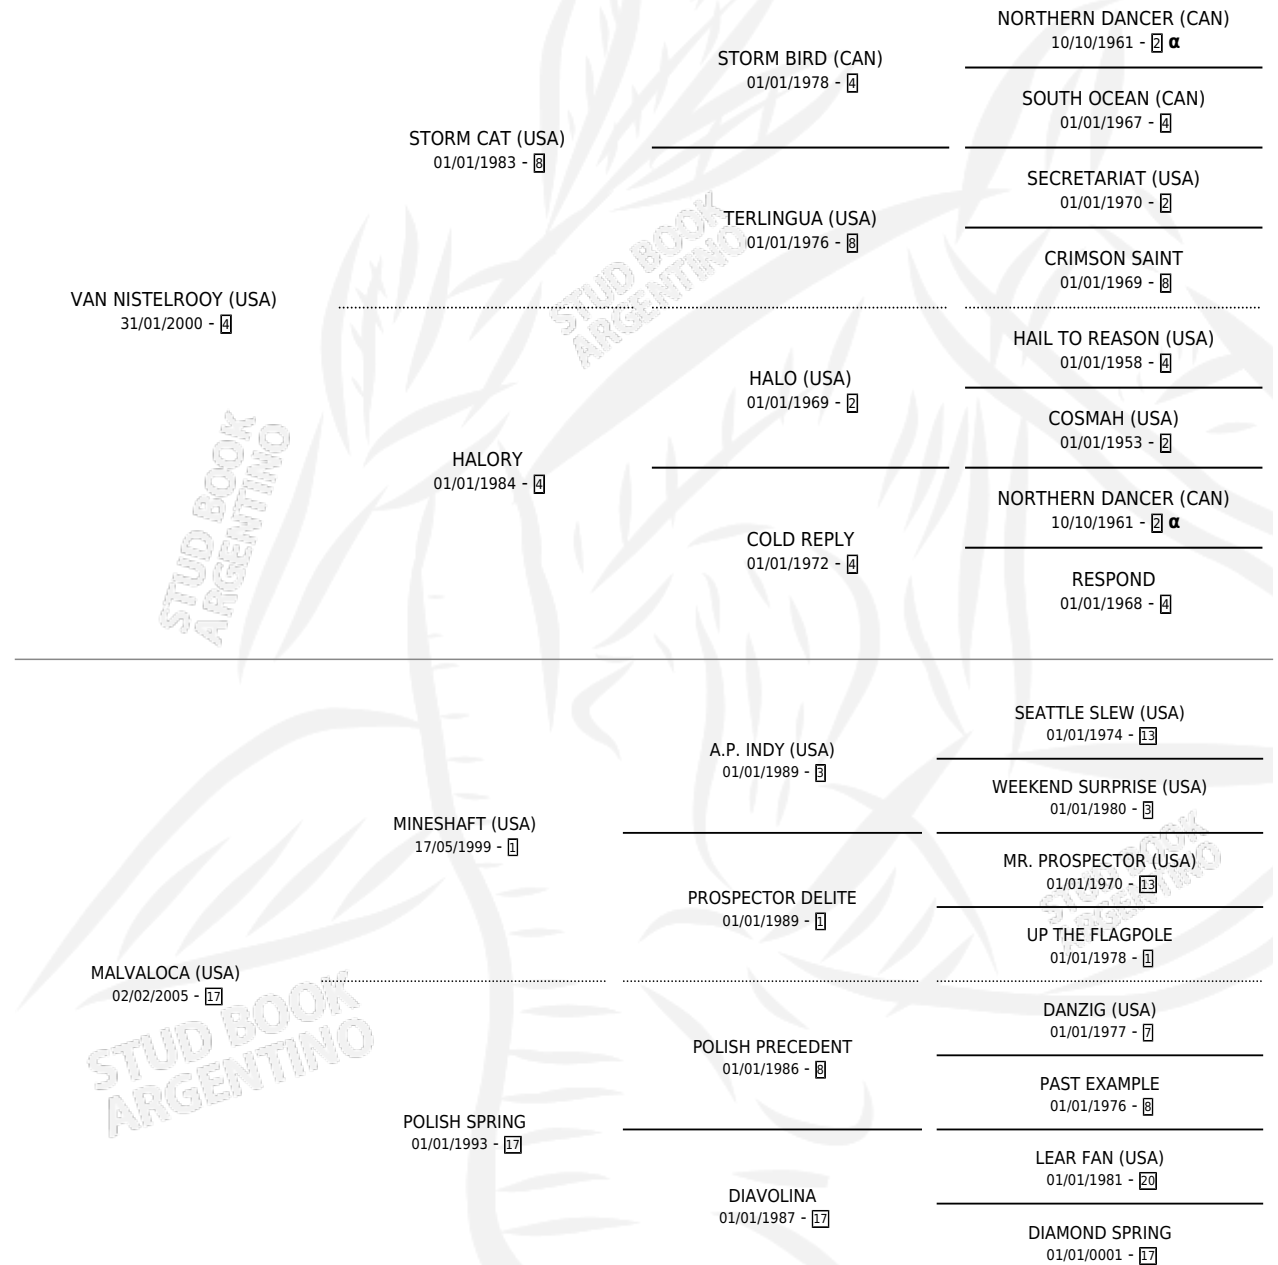 NORTHERN DANCER (CAN)
10/10/1961 - 2 α
STORM BIRD (CAN)
01/01/1978 - 4
SOUTH OCEAN (CAN)
01/01/1967 - 4
STORM CAT (USA)
01/01/1983 - 8
SECRETARIAT (USA)
01/01/1970 - 2
TERLINGUA (USA)
01/01/1976 - 8
CRIMSON SAINT
01/01/1969 - 8
VAN NISTELROOY (USA)
31/01/2000 - 4
HAIL TO REASON (USA)
01/01/1958 - 4
HALO (USA)
01/01/1969 - 2
COSMAH (USA)
01/01/1953 - 2
HALORY
01/01/1984 - 4
NORTHERN DANCER (CAN)
10/10/1961 - 2 α
COLD REPLY
01/01/1972 - 4
RESPOND
01/01/1968 - 4
SEATTLE SLEW (USA)
01/01/1974 - 13
A.P. INDY (USA)
01/01/1989 - 3
WEEKEND SURPRISE (USA)
01/01/1980 - 3
MINESHAFT (USA)
17/05/1999 - 1
MR. PROSPECTOR (USA)
01/01/1970 - 13
PROSPECTOR DELITE
01/01/1989 - 1
UP THE FLAGPOLE
01/01/1978 - 1
MALVALOCA (USA)
02/02/2005 - 17
DANZIG (USA)
01/01/1977 - 7
POLISH PRECEDENT
01/01/1986 - 8
PAST EXAMPLE
01/01/1976 - 8
POLISH SPRING
01/01/1993 - 17
LEAR FAN (USA)
01/01/1981 - 20
DIAVOLINA
01/01/1987 - 17
DIAMOND SPRING
01/01/0001 - 17
STUD BOOK
ARGENTINO
STUD BOOK
ARGENTINO
STUD BOOK
ARGENTINO
STUD BOOK
ARGENTINO